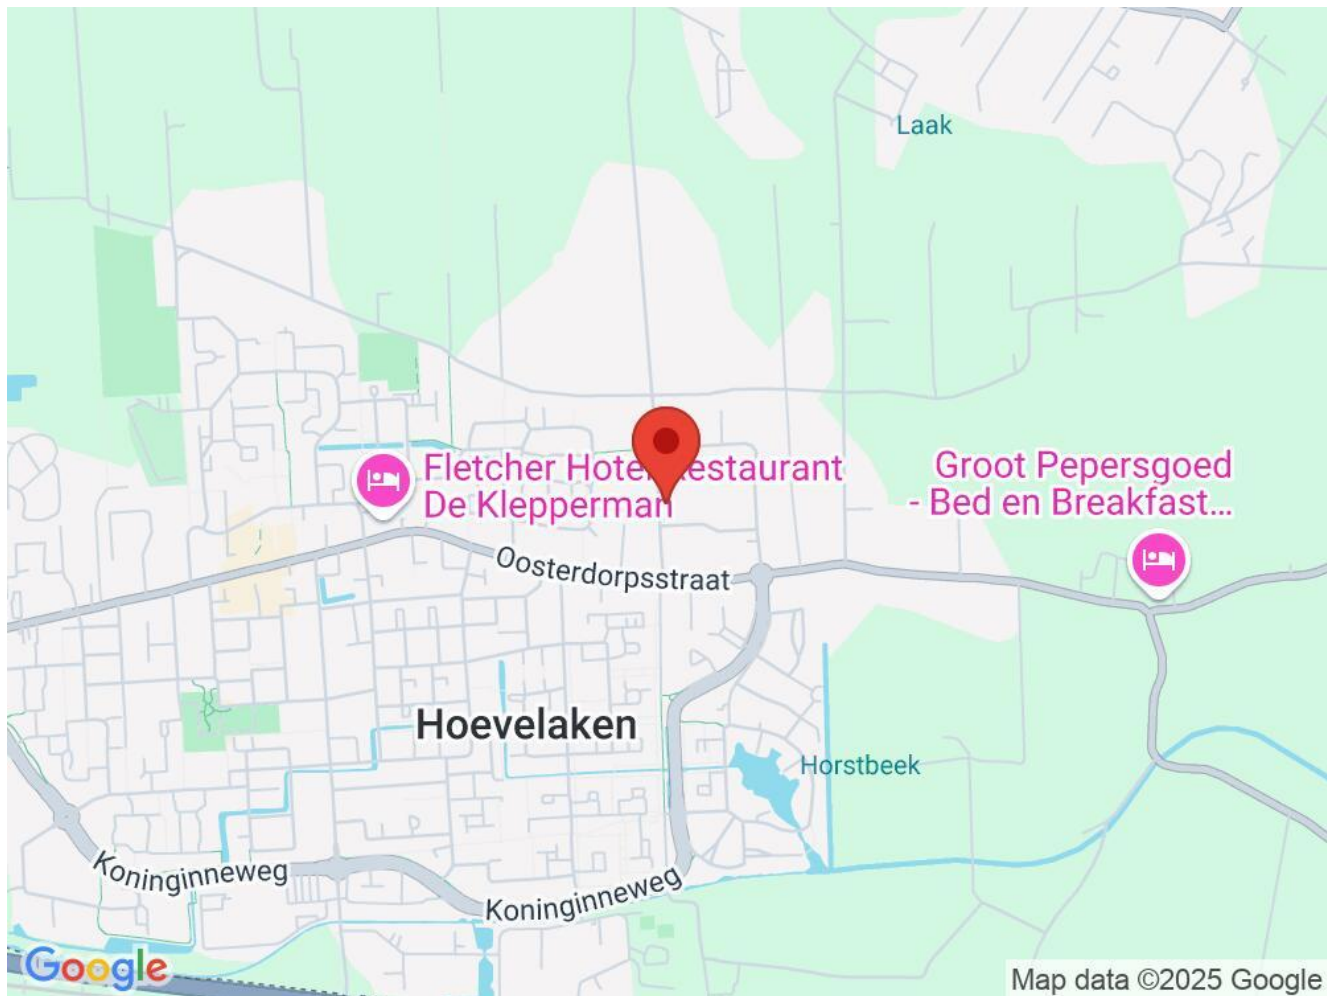 Laak
Fletcher Hotel Restaurant
De Klepperman
Groot Pepersgoed
- Bed en Breakfast...
Oosterdorpsstraat
Hoevelaken
Horstbeek
Koninginneweg
Koninginneweg
Google
Map data ©2025 Google